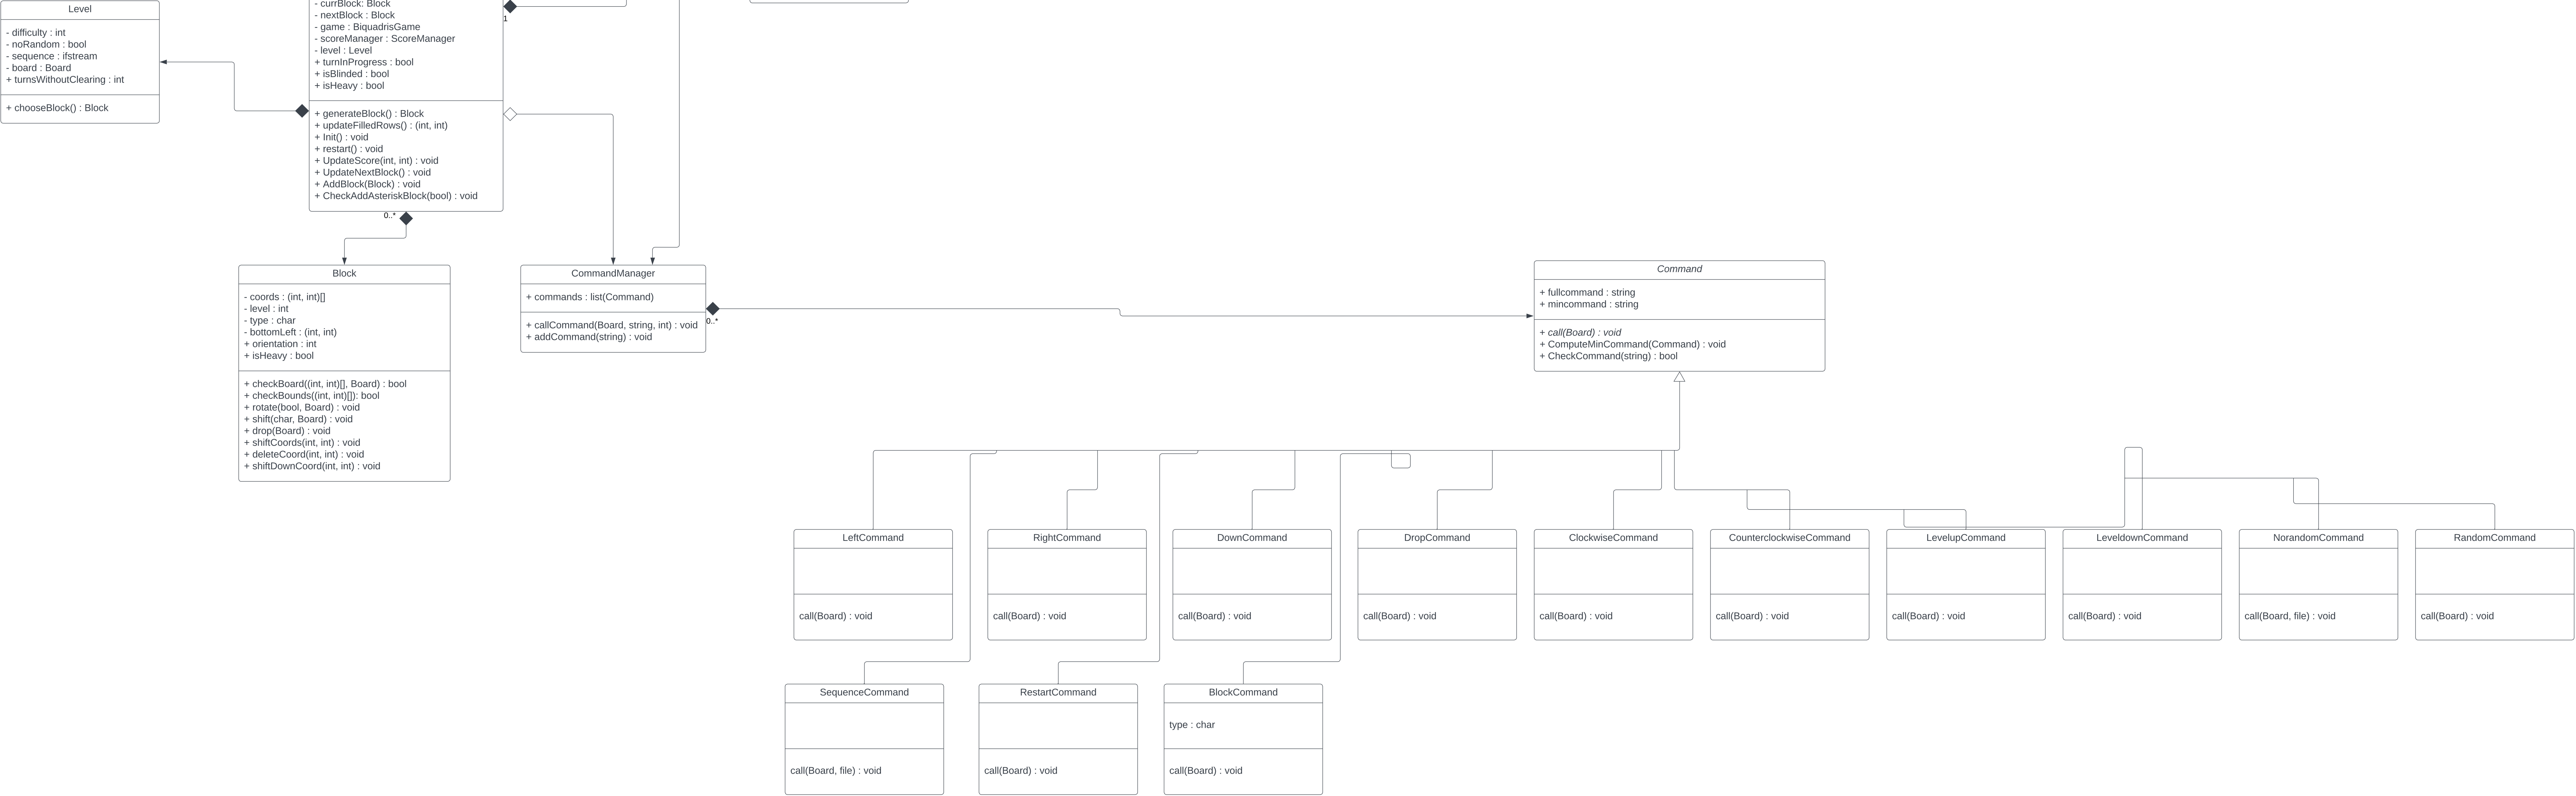 Level
- difficulty : int
- noRandom : bool
- sequence : ifstream
- board : Board
+ turnsWithoutClearing : int
+ chooseBlock() : Block
- currBlock: Block
- nextBlock : Block
- game : BiquadrisGame
- scoreManager : ScoreManager
- level : Level
+ turnInProgress : bool
+ isBlinded : bool
+ isHeavy : bool
+ generateBlock() : Block
+ updateFilledRows() : (int, int)
+ Init() : void
+ restart() : void
+ UpdateScore(int, int) : void
+ UpdateNextBlock() : void
+ AddBlock(Block) : void
+ CheckAddAsteriskBlock(bool) : void
1
0..*
Block
- coords : (int, int)[]
- level : int
- type : char
- bottomLeft : (int, int)
+ orientation : int
+ isHeavy : bool
+ checkBoard((int, int)[], Board) : bool
+ checkBounds((int, int)[]): bool
+ rotate(bool, Board) : void
+ shift(char, Board) : void
+ drop(Board) : void
+ shiftCoords(int, int) : void
+ deleteCoord(int, int) : void
+ shiftDownCoord(int, int) : void
CommandManager
+ commands : list(Command)
+ callCommand(Board, string, int) : void
+ addCommand(string) : void
0..*
Command
+ fullcommand : string
+ mincommand : string
+ call(Board) : void
+ ComputeMinCommand(Command) : void
+ CheckCommand(string) : bool
LeftCommand
call(Board) : void
RightCommand
call(Board) : void
DownCommand
call(Board) : void
DropCommand
call(Board) : void
ClockwiseCommand
call(Board) : void
CounterclockwiseCommand
call(Board) : void
LevelupCommand
call(Board) : void
LeveldownCommand
call(Board) : void
NorandomCommand
call(Board, file) : void
RandomCommand
call(Board) : void
SequenceCommand
call(Board, file) : void
RestartCommand
call(Board) : void
BlockCommand
type : char
call(Board) : void